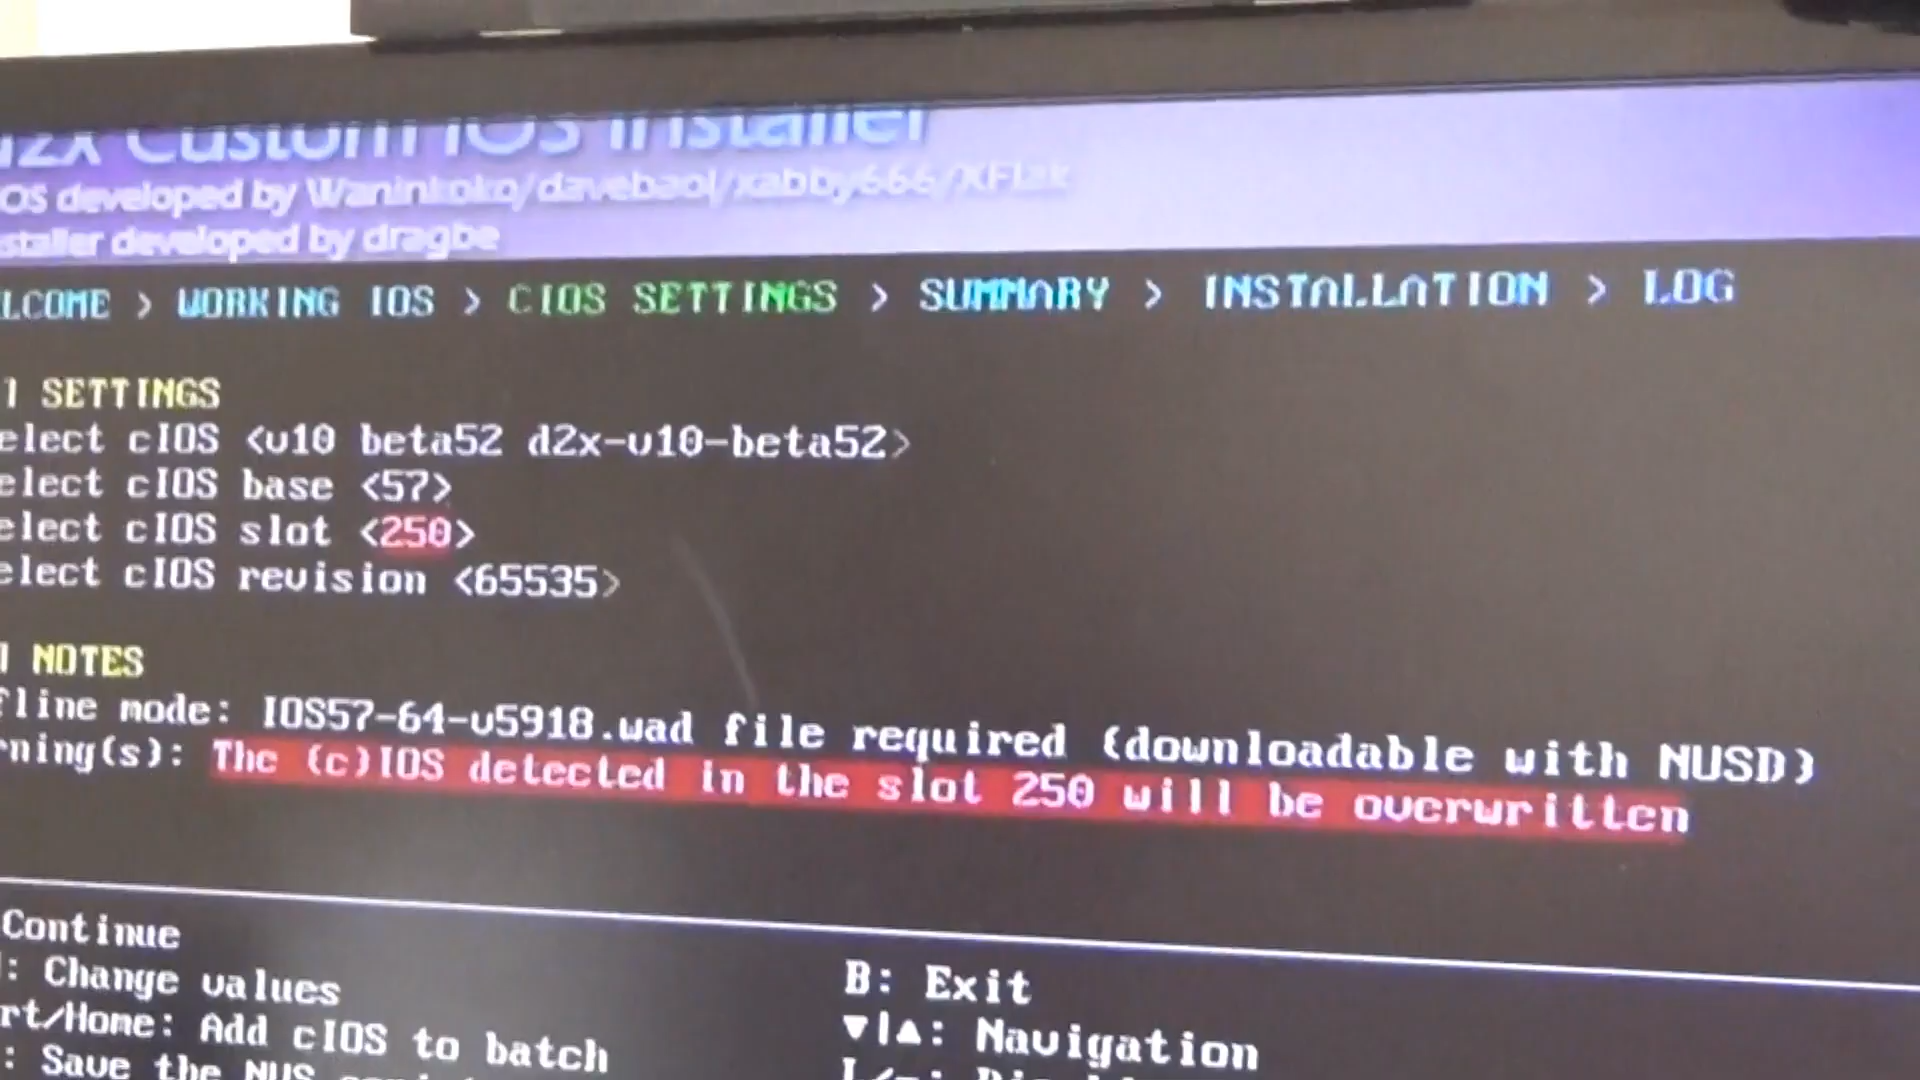 d2x Custom IOS Installer
IOS developed by Waninkoko/davebaol/xabby666/XFlak
staller developed by dragbe
LCOME > WORKING IOS > CIOS SETTINGS > SUMMARY > INSTALLATION > LOG
] SETTINGS
elect cIOS <v10 beta52 d2x-v10-beta52>
elect cIOS base <57>
elect cIOS slot <250>
elect cIOS revision <65535>
] NOTES
fline mode: IOS57-64-v5918.wad file required (downloadable with NUSD)
rning(s): The (c)IOS detected in the slot 250 will be overwritten
Continue
: Change values
B: Exit
rt/Home: Add cIOS to batch
▼|▲: Navigation
: Save the NUS